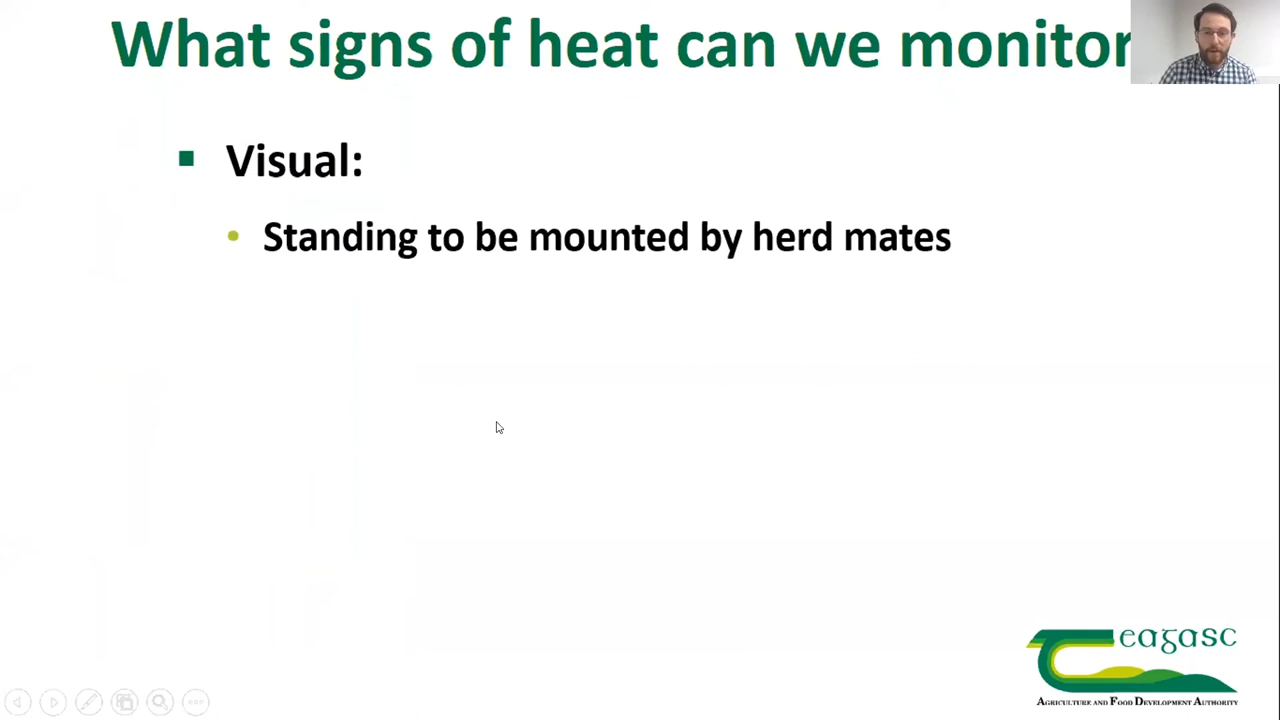 What signs of heat can we monitor
Visual:
Standing to be mounted by herd mates
eagasc
AGRICULTURE AND FOOD DEVELOPMENT AUTHORITY